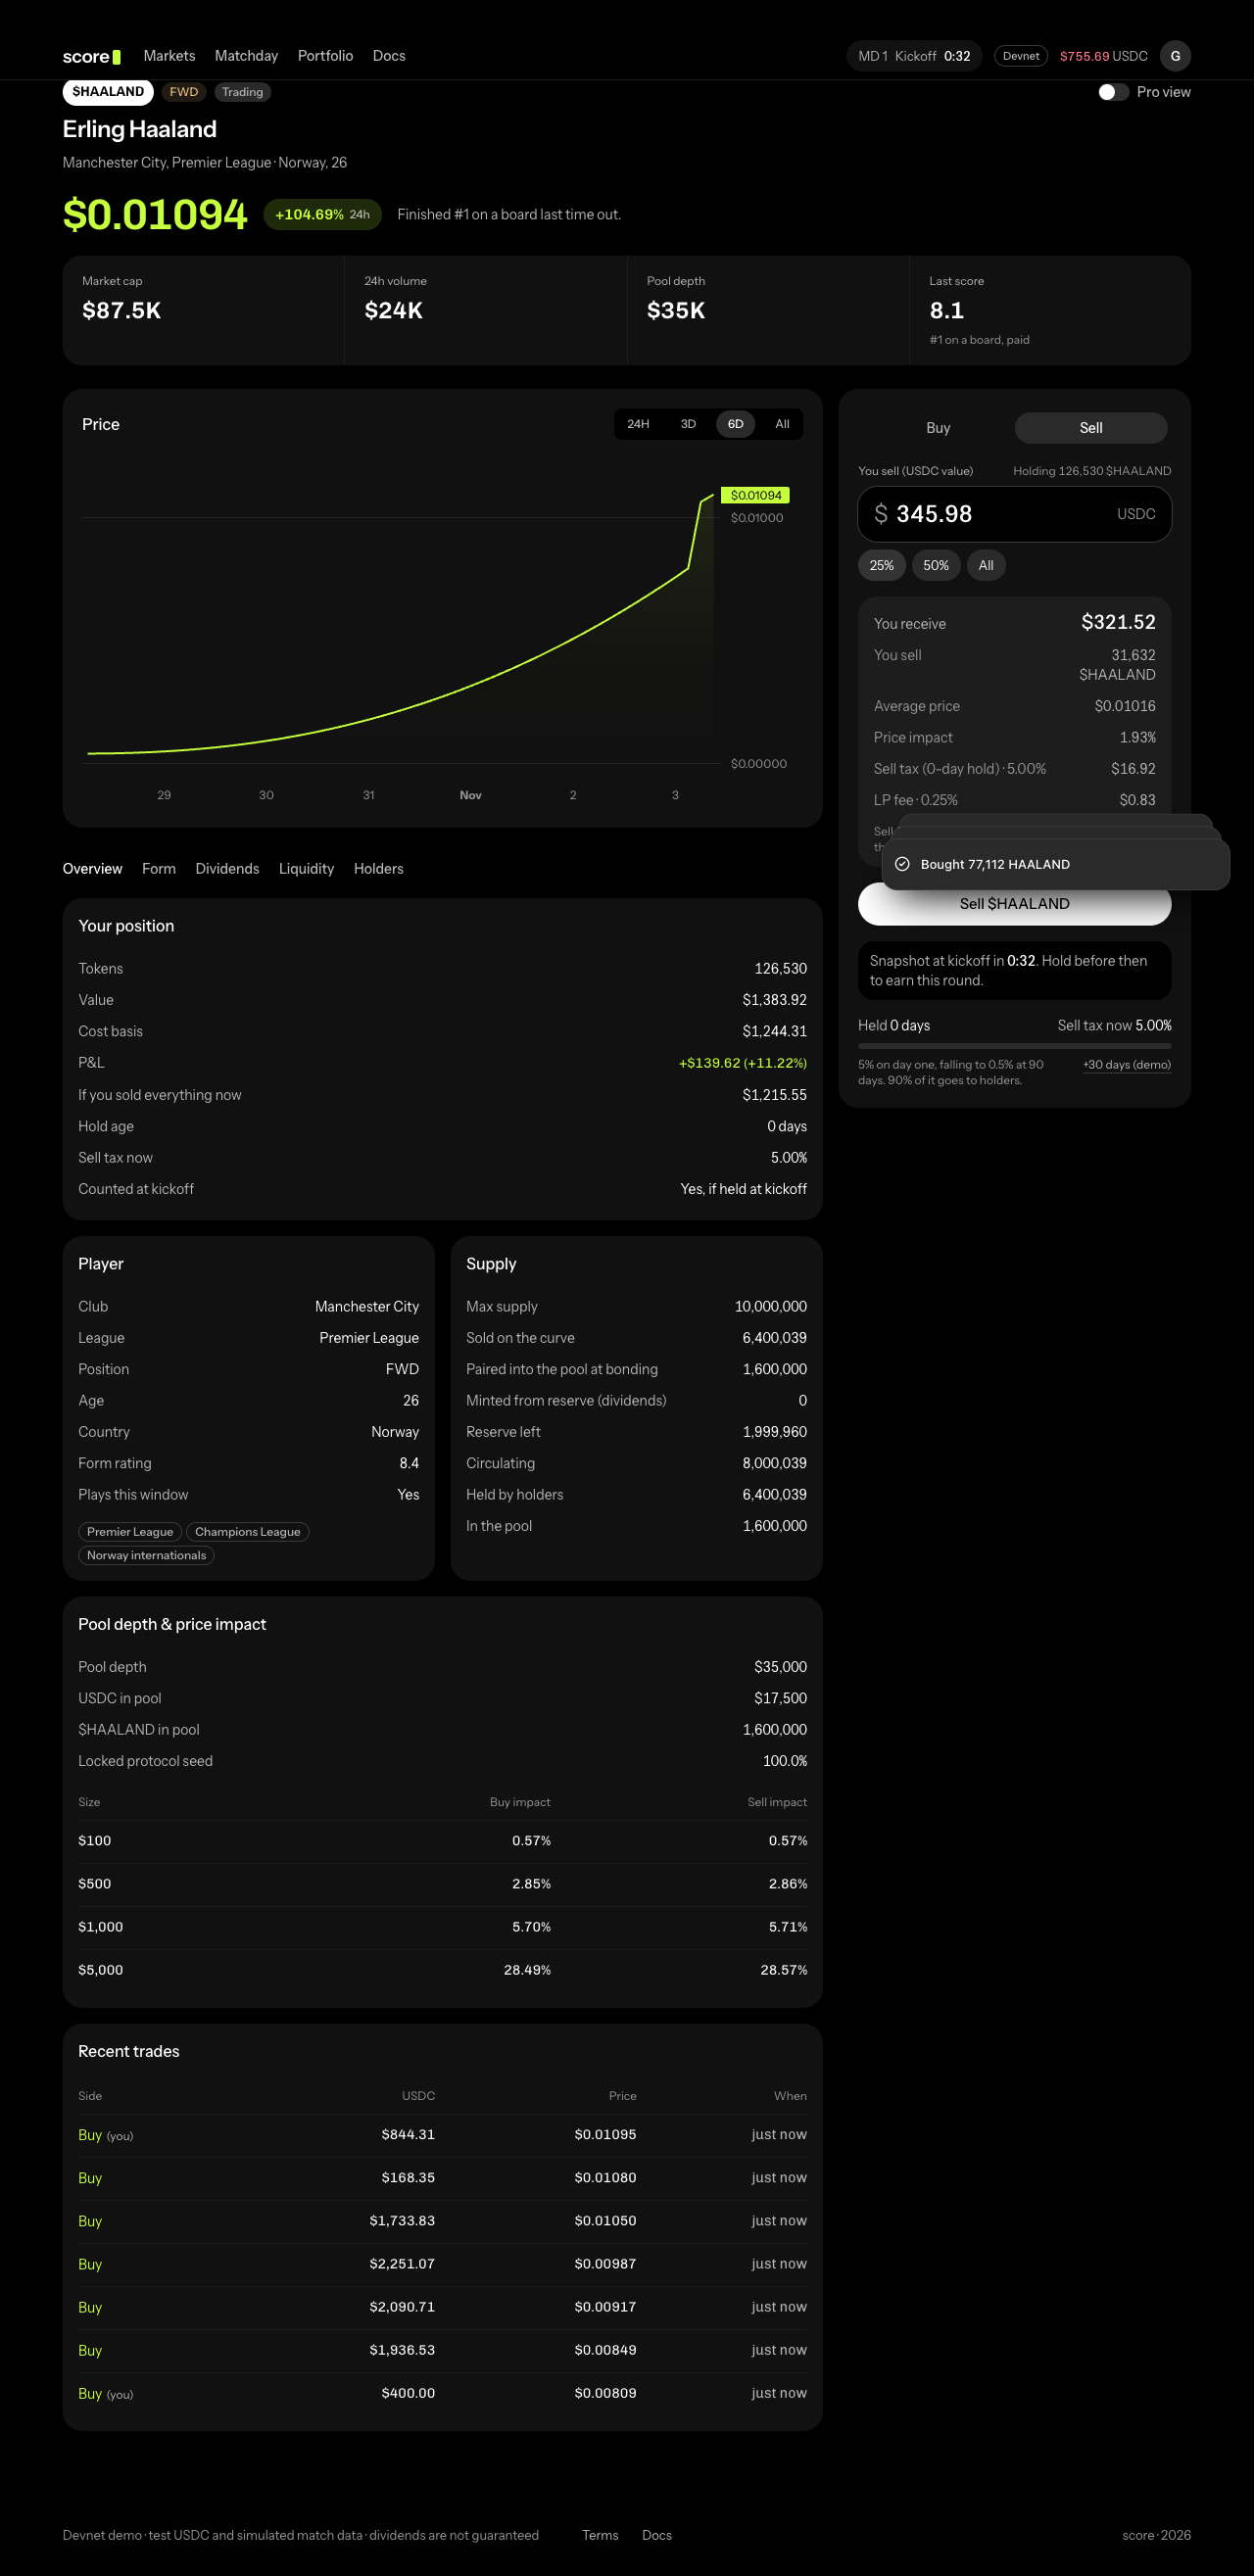 score Markets Matchday Portfolio Docs MD 1 Kickoff 0:32 Devnet $755.69 USDC G
$HAALAND FWD Trading Pro view
Erling Haaland
Manchester City, Premier League · Norway, 26
$0.01094 +104.69% 24h Finished #1 on a board last time out.
Market cap 24h volume Pool depth Last score
$87.5K $24K $35K 8.1
#1 on a board, paid
Price 24H 3D 6D All
$0.01094
$0.01000
$0.00000
29 30 31 Nov 2 3
Buy Sell
You sell (USDC value) Holding 126,530 $HAALAND
$ 345.98 USDC
25% 50% All
You receive $321.52
You sell 31,632
$HAALAND
Average price $0.01016
Price impact 1.93%
Sell tax (0-day hold) · 5.00% $16.92
LP fee · 0.25% $0.83
Sell
Bought 77,112 HAALAND
Sell $HAALAND
Snapshot at kickoff in 0:32. Hold before then
to earn this round.
Held 0 days Sell tax now 5.00%
5% on day one, falling to 0.5% at 90
days. 90% of it goes to holders.
+30 days (demo)
Overview Form Dividends Liquidity Holders
Your position
Tokens 126,530
Value $1,383.92
Cost basis $1,244.31
P&L +$139.62 (+11.22%)
If you sold everything now $1,215.55
Hold age 0 days
Sell tax now 5.00%
Counted at kickoff Yes, if held at kickoff
Player
Club Manchester City
League Premier League
Position FWD
Age 26
Country Norway
Form rating 8.4
Plays this window Yes
Premier League Champions League
Norway internationals
Supply
Max supply 10,000,000
Sold on the curve 6,400,039
Paired into the pool at bonding 1,600,000
Minted from reserve (dividends) 0
Reserve left 1,999,960
Circulating 8,000,039
Held by holders 6,400,039
In the pool 1,600,000
Pool depth & price impact
Pool depth $35,000
USDC in pool $17,500
$HAALAND in pool 1,600,000
Locked protocol seed 100.0%
Size Buy impact Sell impact
$100 0.57% 0.57%
$500 2.85% 2.86%
$1,000 5.70% 5.71%
$5,000 28.49% 28.57%
Recent trades
Side USDC Price When
Buy (you) $844.31 $0.01095 just now
Buy $168.35 $0.01080 just now
Buy $1,733.83 $0.01050 just now
Buy $2,251.07 $0.00987 just now
Buy $2,090.71 $0.00917 just now
Buy $1,936.53 $0.00849 just now
Buy (you) $400.00 $0.00809 just now
Devnet demo · test USDC and simulated match data · dividends are not guaranteed Terms Docs score · 2026